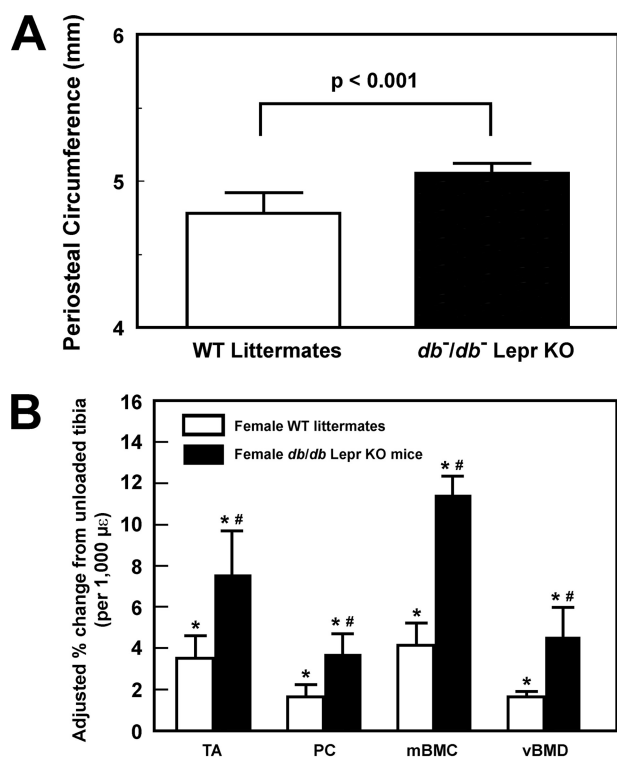 A
Periosteal Circumference (mm)
6
5
4
p < 0.001
WT Littermates
db⁻/db⁻ Lepr KO
B
Adjusted % change from unloaded tibia
(per 1,000 µε)
16
14
12
10
8
6
4
2
0
Female WT littermates
Female db/db Lepr KO mice
* * # * * # * * # * * #
TA PC mBMC vBMD